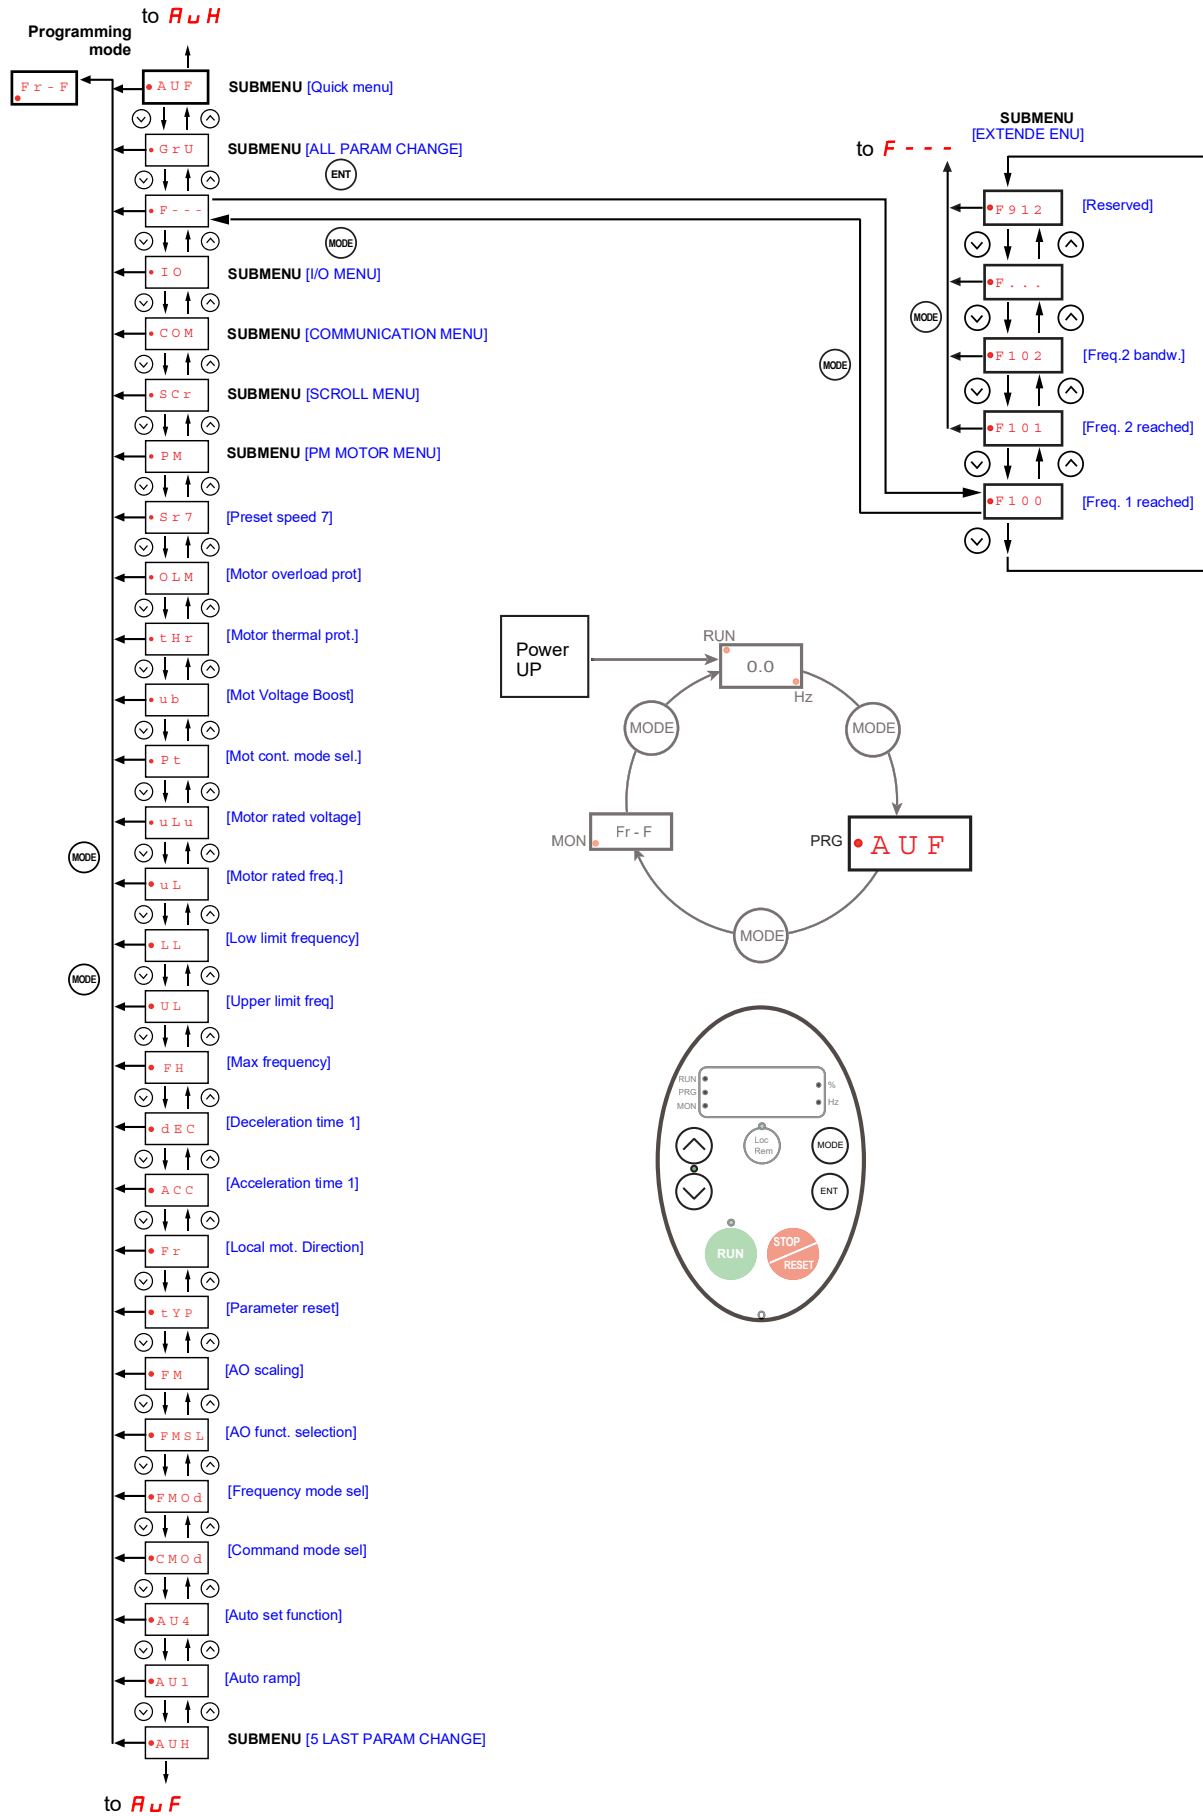 to AuH
Programming
mode
Fr-F
AUF
SUBMENU [Quick menu]
GrU
SUBMENU [ALL PARAM CHANGE]
ENT
F---
MODE
IO
SUBMENU [I/O MENU]
COM
SUBMENU [COMMUNICATION MENU]
SCr
SUBMENU [SCROLL MENU]
PM
SUBMENU [PM MOTOR MENU]
Sr7
[Preset speed 7]
OLM
[Motor overload prot]
tHr
[Motor thermal prot.]
ub
[Mot Voltage Boost]
Pt
[Mot cont. mode sel.]
uLu
[Motor rated voltage]
MODE
uL
[Motor rated freq.]
LL
[Low limit frequency]
MODE
UL
[Upper limit freq]
FH
[Max frequency]
dEC
[Deceleration time 1]
ACC
[Acceleration time 1]
Fr
[Local mot. Direction]
tYP
[Parameter reset]
FM
[AO scaling]
FMSL
[AO funct. selection]
FMOd
[Frequency mode sel]
CMOd
[Command mode sel]
AU4
[Auto set function]
AU1
[Auto ramp]
AUH
SUBMENU [5 LAST PARAM CHANGE]
to AuF
SUBMENU
[EXTENDE ENU]
to F---
F912
[Reserved]
F...
MODE
F102
[Freq.2 bandw.]
MODE
F101
[Freq. 2 reached]
F100
[Freq. 1 reached]
Power
UP
RUN
0.0
Hz
MODE
MODE
MON
Fr - F
PRG
AUF
MODE
RUN
PRG
MON
%
Hz
Loc
Rem
MODE
ENT
RUN
STOP
RESET